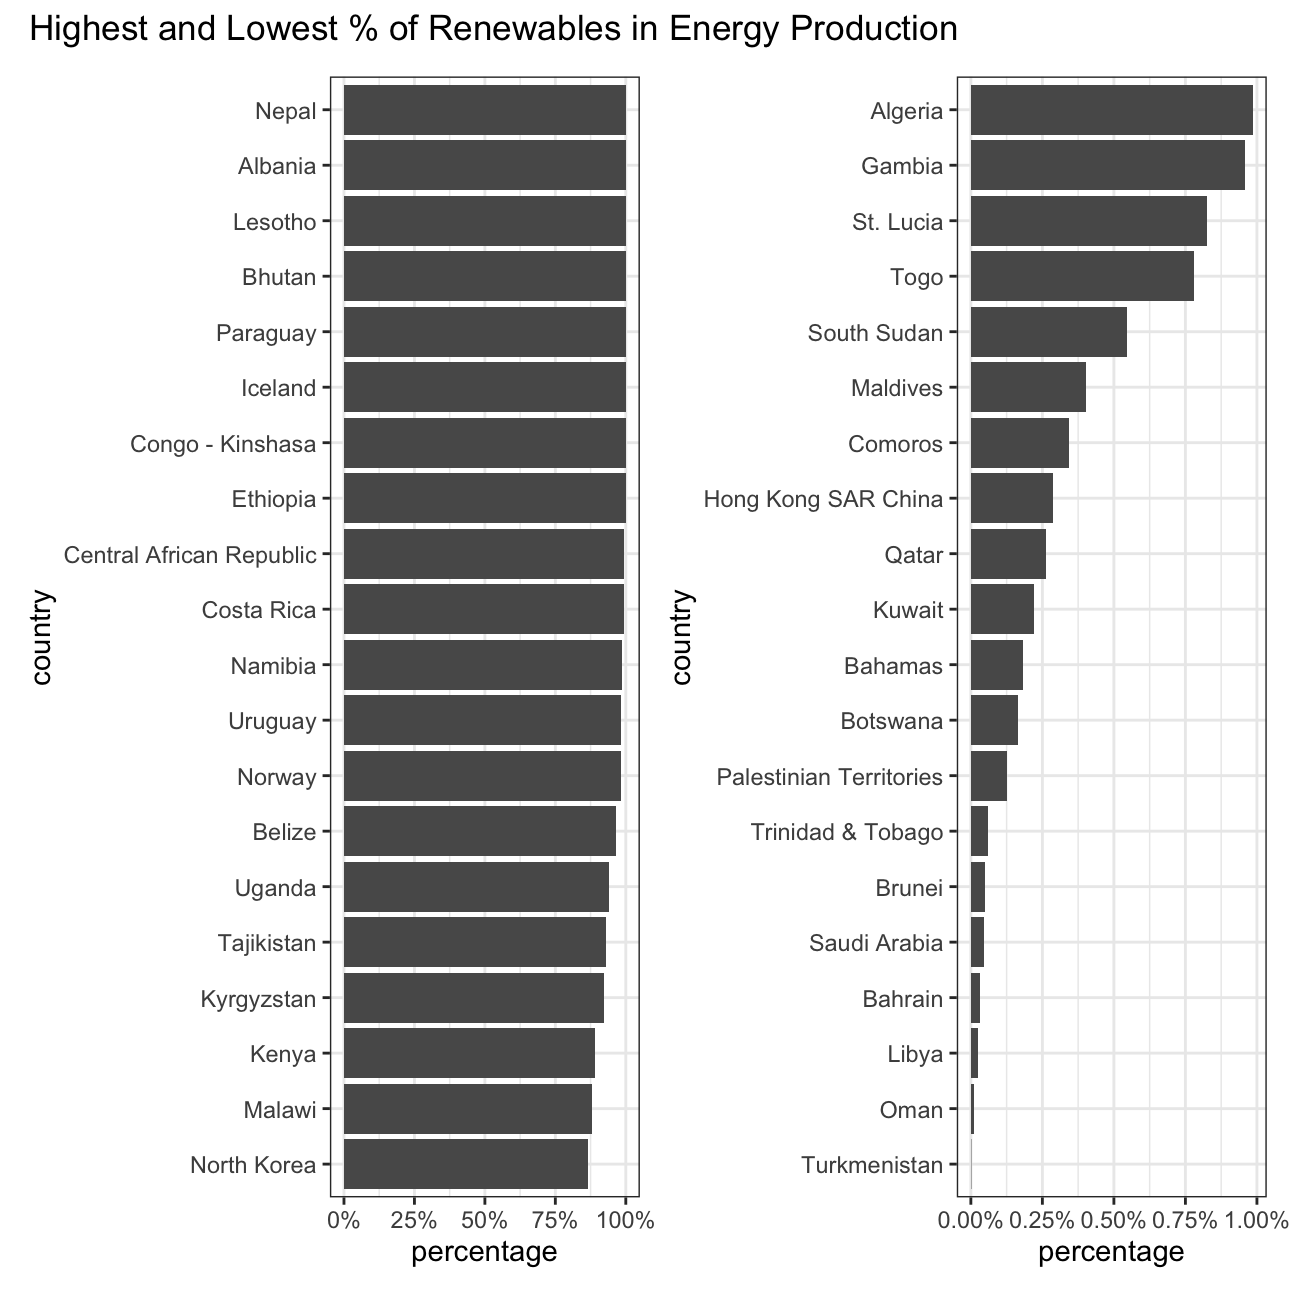 Highest and Lowest % of Renewables in Energy Production
country
Nepal
Albania
Lesotho
Bhutan
Paraguay
Iceland
Congo - Kinshasa
Ethiopia
Central African Republic
Costa Rica
Namibia
Uruguay
Norway
Belize
Uganda
Tajikistan
Kyrgyzstan
Kenya
Malawi
North Korea
0% 25% 50% 75% 100%
percentage
country
Algeria
Gambia
St. Lucia
Togo
South Sudan
Maldives
Comoros
Hong Kong SAR China
Qatar
Kuwait
Bahamas
Botswana
Palestinian Territories
Trinidad & Tobago
Brunei
Saudi Arabia
Bahrain
Libya
Oman
Turkmenistan
0.00% 0.25% 0.50% 0.75% 1.00%
percentage